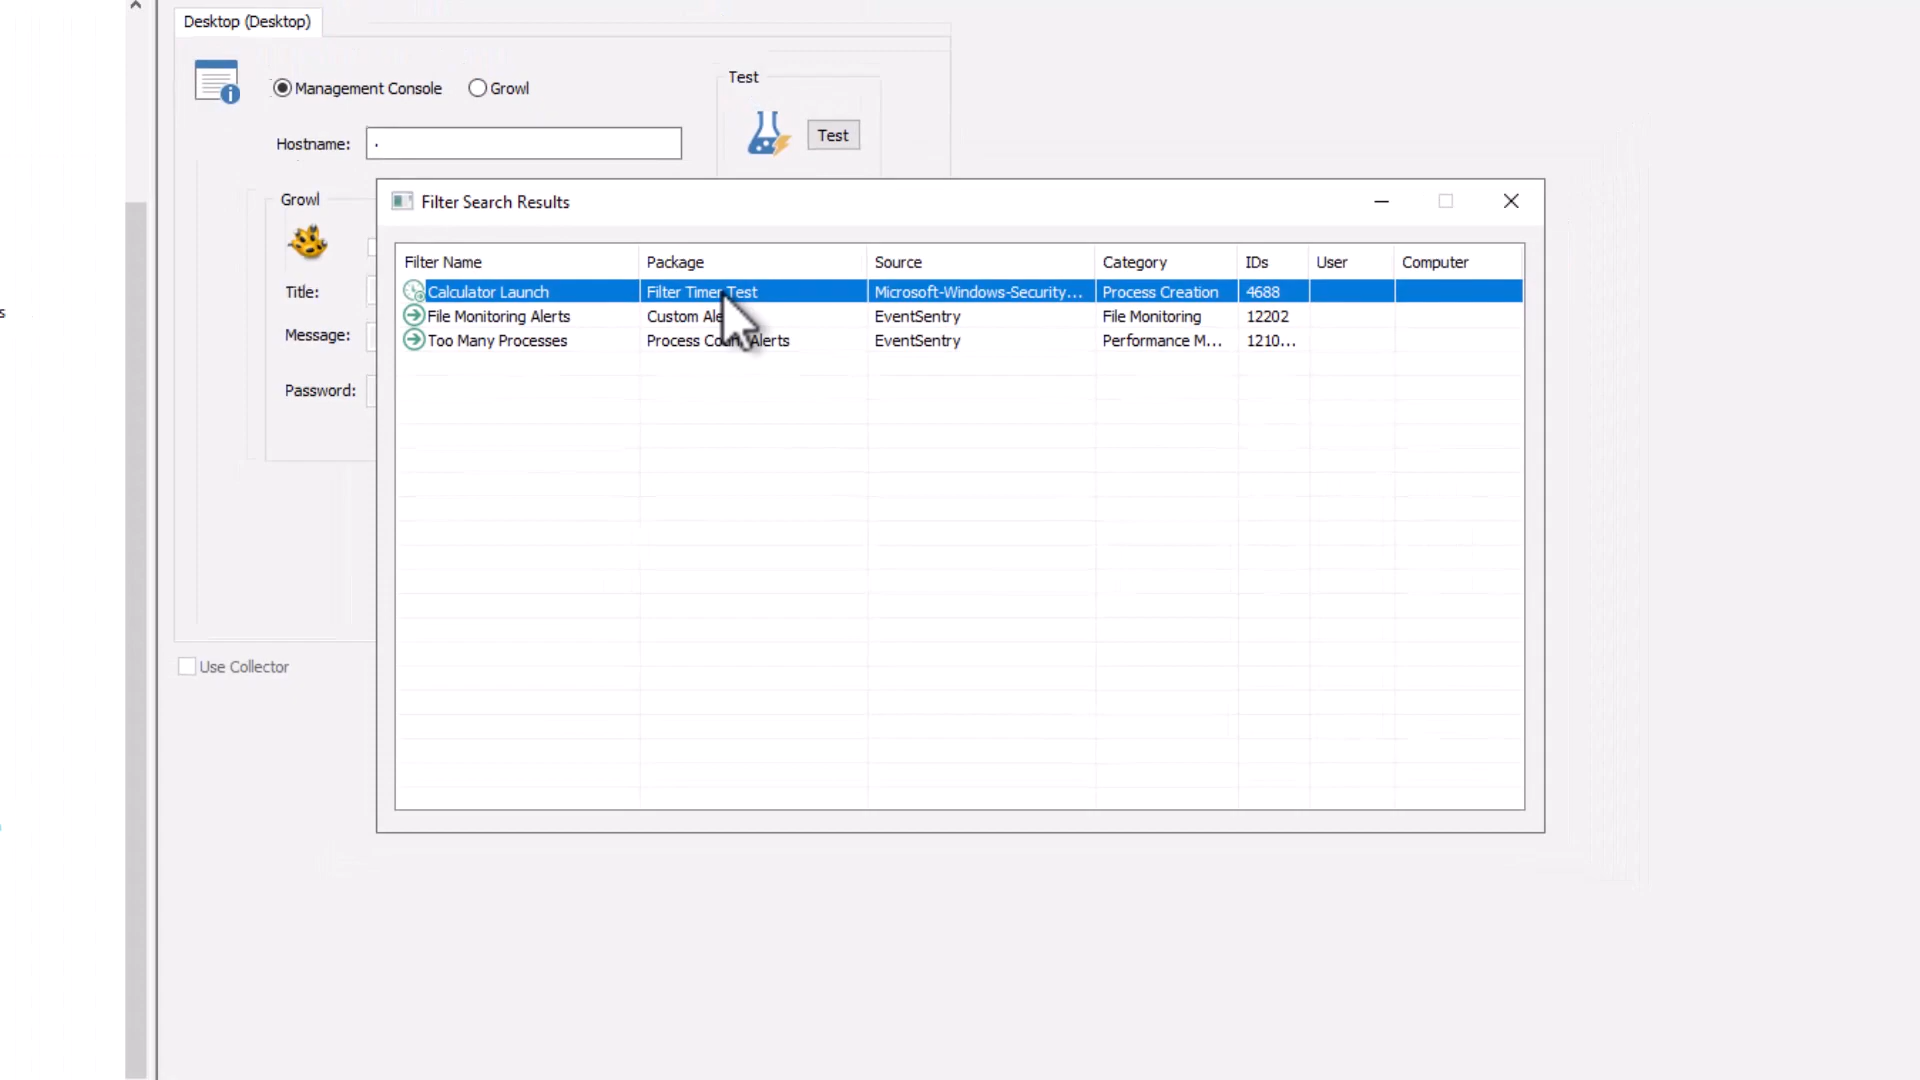 Desktop (Desktop)
Management Console
Growl
Test
Hostname:
.
Test
Growl
Title:
Message:
Password:
Use Collector
Filter Search Results
Filter Name Package Source Category IDs User Computer
Calculator Launch Filter Timer Test Microsoft-Windows-Security... Process Creation 4688
File Monitoring Alerts Custom EventSentry File Monitoring 12202
Too Many Processes Process Alerts EventSentry Performance M... 1210...
s